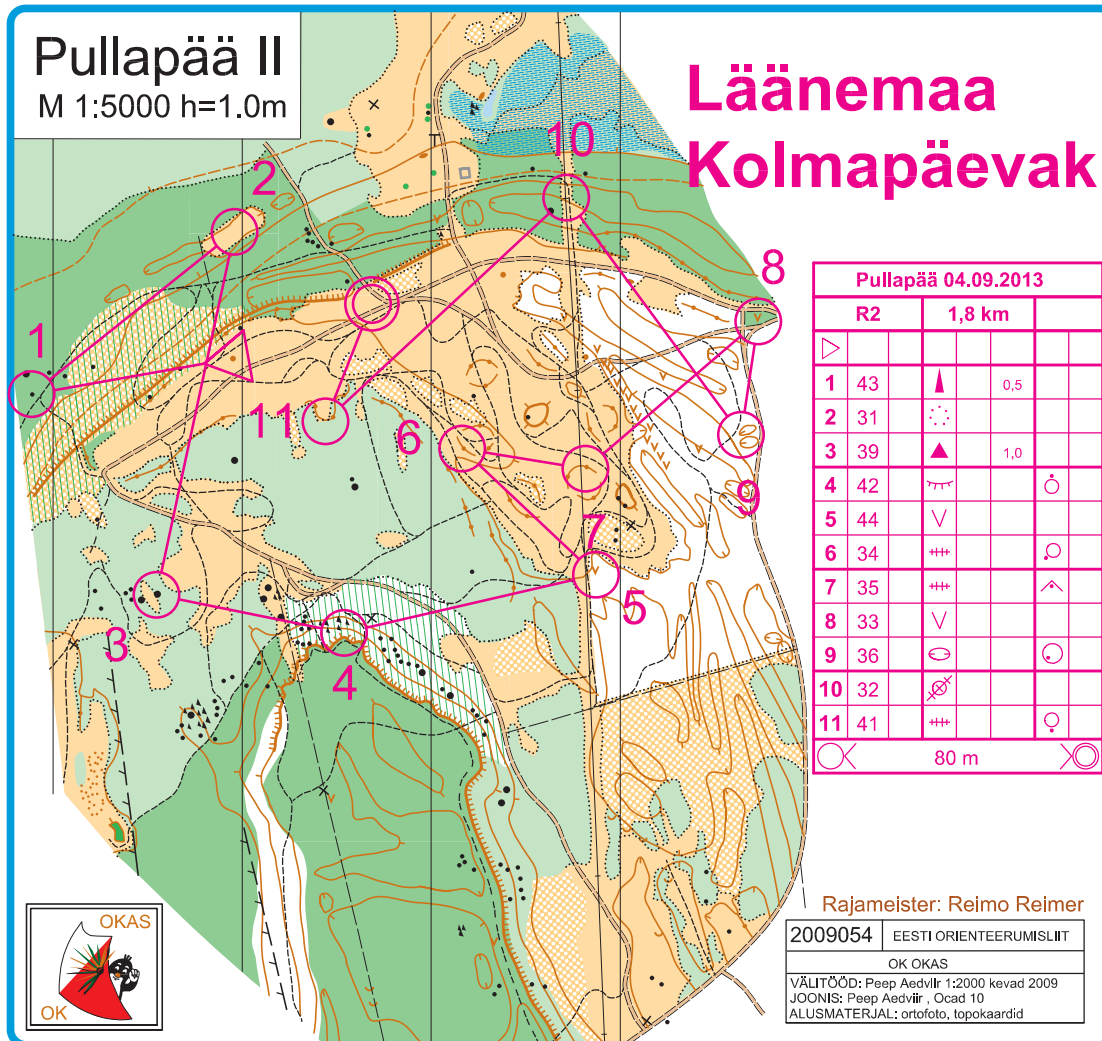 Pullapää II
M 1:5000 h=1.0m
Läänemaa
Kolmapäevak
10
2
8
1
11
6
7
9
5
3
4
Pullapää 04.09.2013
R2 1,8 km
1 43 0,5
2 31
3 39 1,0
4 42
5 44
6 34
7 35
8 33
9 36
10 32
11 41
80 m
OKAS
OK
Rajameister: Reimo Reimer
2009054 EESTI ORIENTEERUMISLIIT
OK OKAS
VÄLITÖÖD: Peep Aedviir 1:2000 kevad 2009
JOONIS: Peep Aedviir , Ocad 10
ALUSMATERJAL: ortofoto, topokaardid